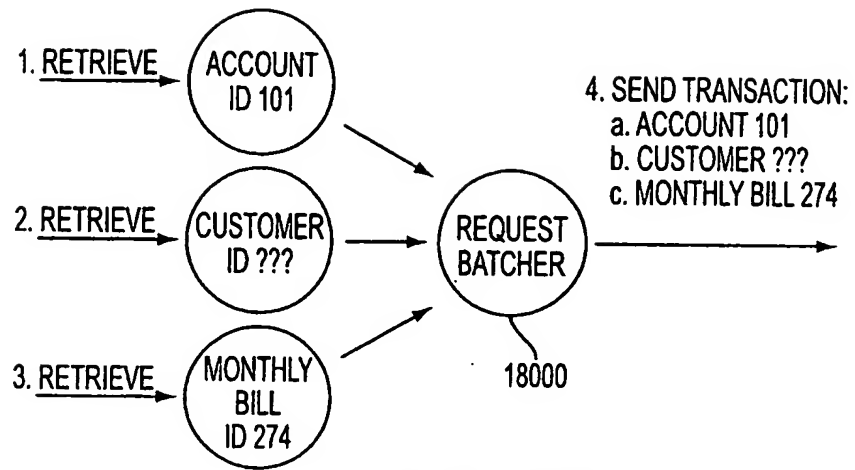 1. RETRIEVE
ACCOUNT
ID 101
2. RETRIEVE
CUSTOMER
ID ???
3. RETRIEVE
MONTHLY
BILL
ID 274
REQUEST
BATCHER
18000
4. SEND TRANSACTION:
a. ACCOUNT 101
b. CUSTOMER ???
c. MONTHLY BILL 274